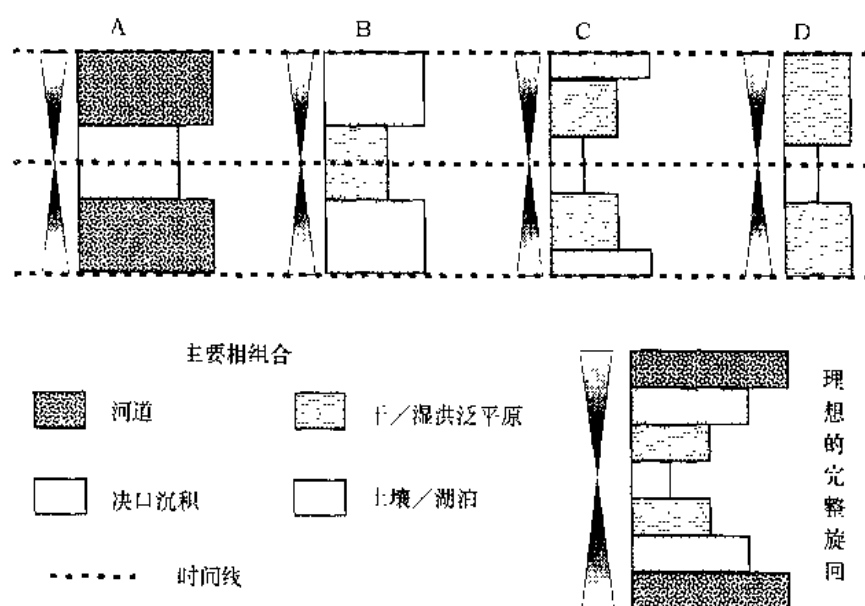 A B C D
主要相组合
河道
干/湿洪泛平原
决口沉积
土壤/湖泊
时间线
理想的完整旋回